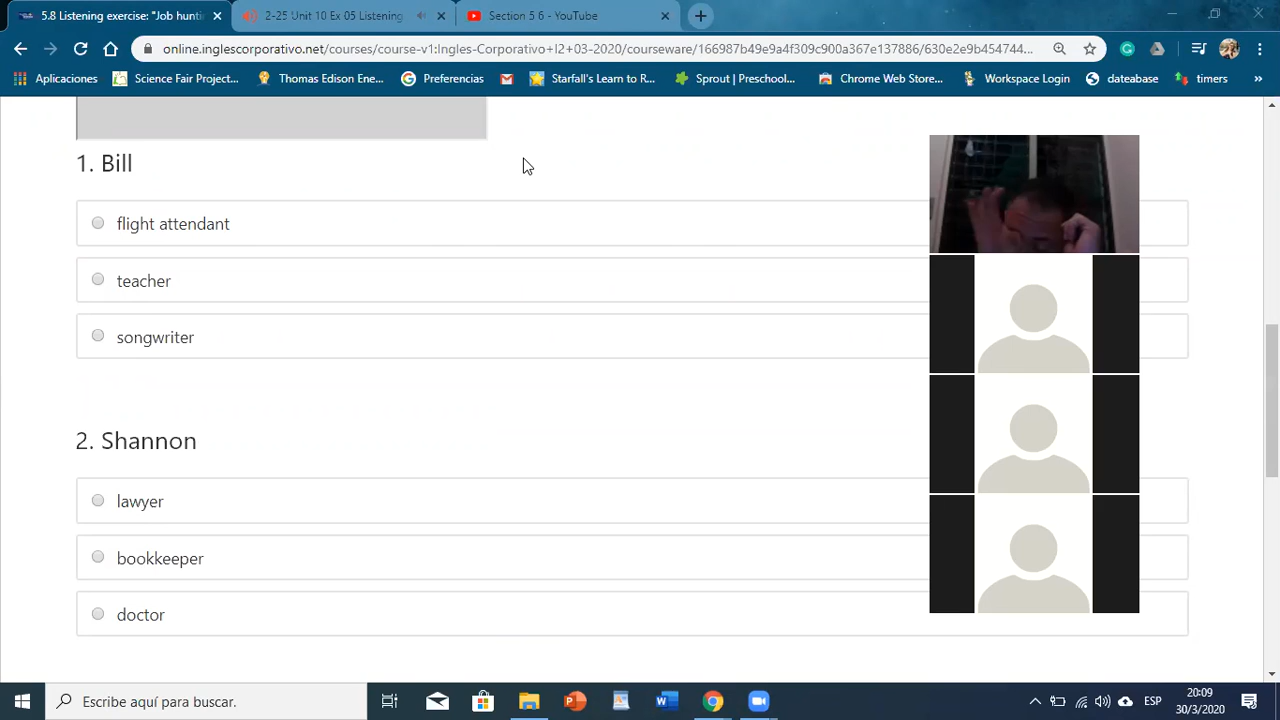 5.8 Listening exercise: "Job hunti
2-25 Unit 10 Ex 05 Listening
Section 5 6 - YouTube
online.inglescorporativo.net/courses/course-v1:Ingles-Corporativo+I2+03-2020/courseware/166987b49e9a4f309c900a367e137886/630e2e9b454744...
Aplicaciones
Science Fair Project...
Thomas Edison Ene...
Preferencias
Starfall's Learn to R...
Sprout | Preschool...
Chrome Web Store...
Workspace Login
dateabase
timers
»
1. Bill
flight attendant
teacher
songwriter
2. Shannon
lawyer
bookkeeper
doctor
Escribe aquí para buscar.
ESP
20:09
30/3/2020